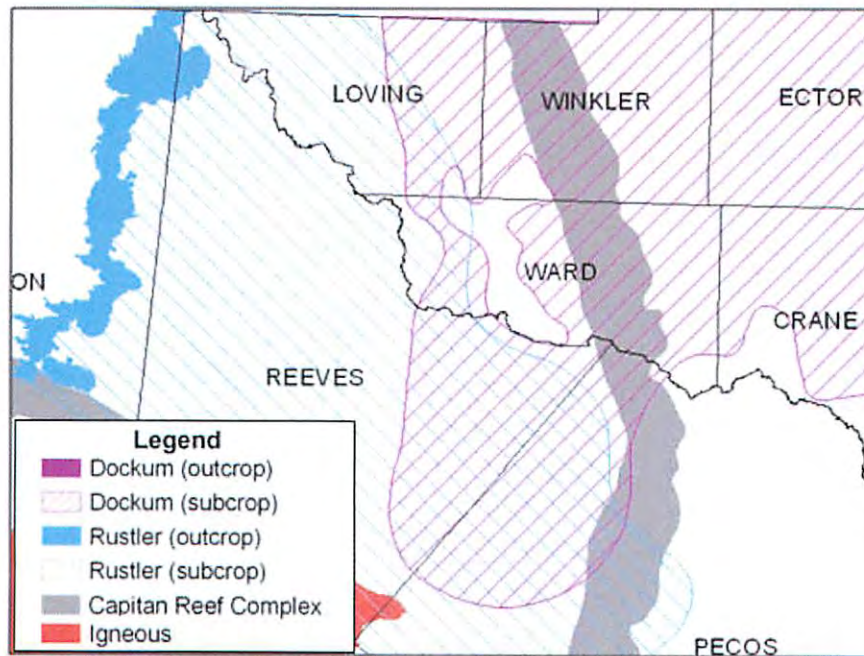 LOVING
WINKLER
ECTOR
ON
WARD
CRANE
REEVES
Legend
Dockum (outcrop)
Dockum (subcrop)
Rustler (outcrop)
Rustler (subcrop)
Capitan Reef Complex
Igneous
PECOS